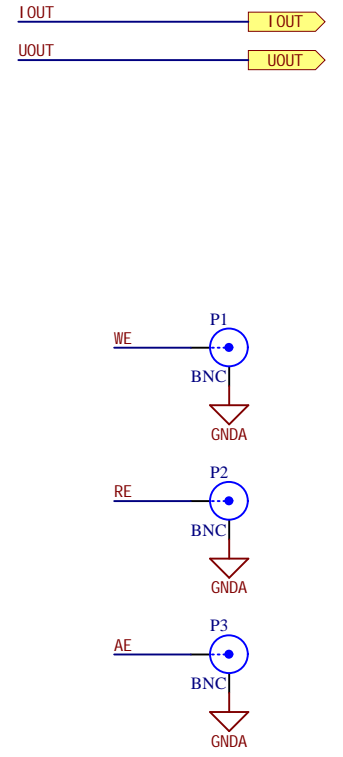 IOUT IOUT
UOUT UOUT
P1
WE
BNC
GNDA
P2
RE
BNC
GNDA
P3
AE
BNC
GNDA